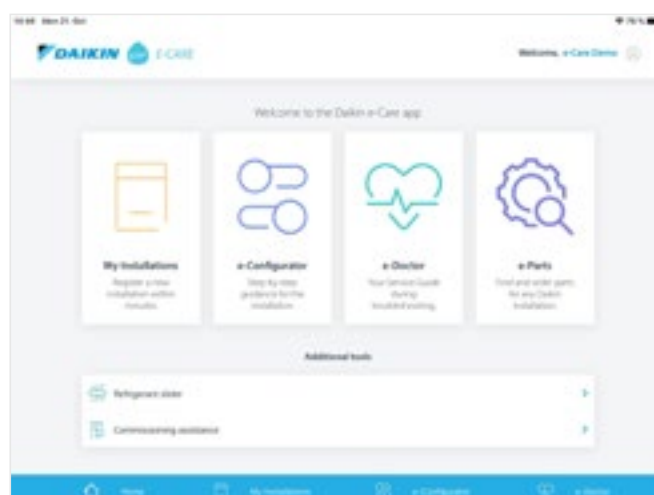 DAIKIN E-CARE
Welcome, e-Care Demo
Welcome to the Daikin e-Care app
My Installations
Register a new
installation within
minutes
e-Configurator
Step by step
guidance for the
installation
e-Doctor
Your Service Guide
during
troubleshooting
e-Parts
Find and order parts
for any Daikin
installation
Additional tools
Refrigerant slider
Commissioning assistance
Home
My Installations
e-Configurator
e-Doctor